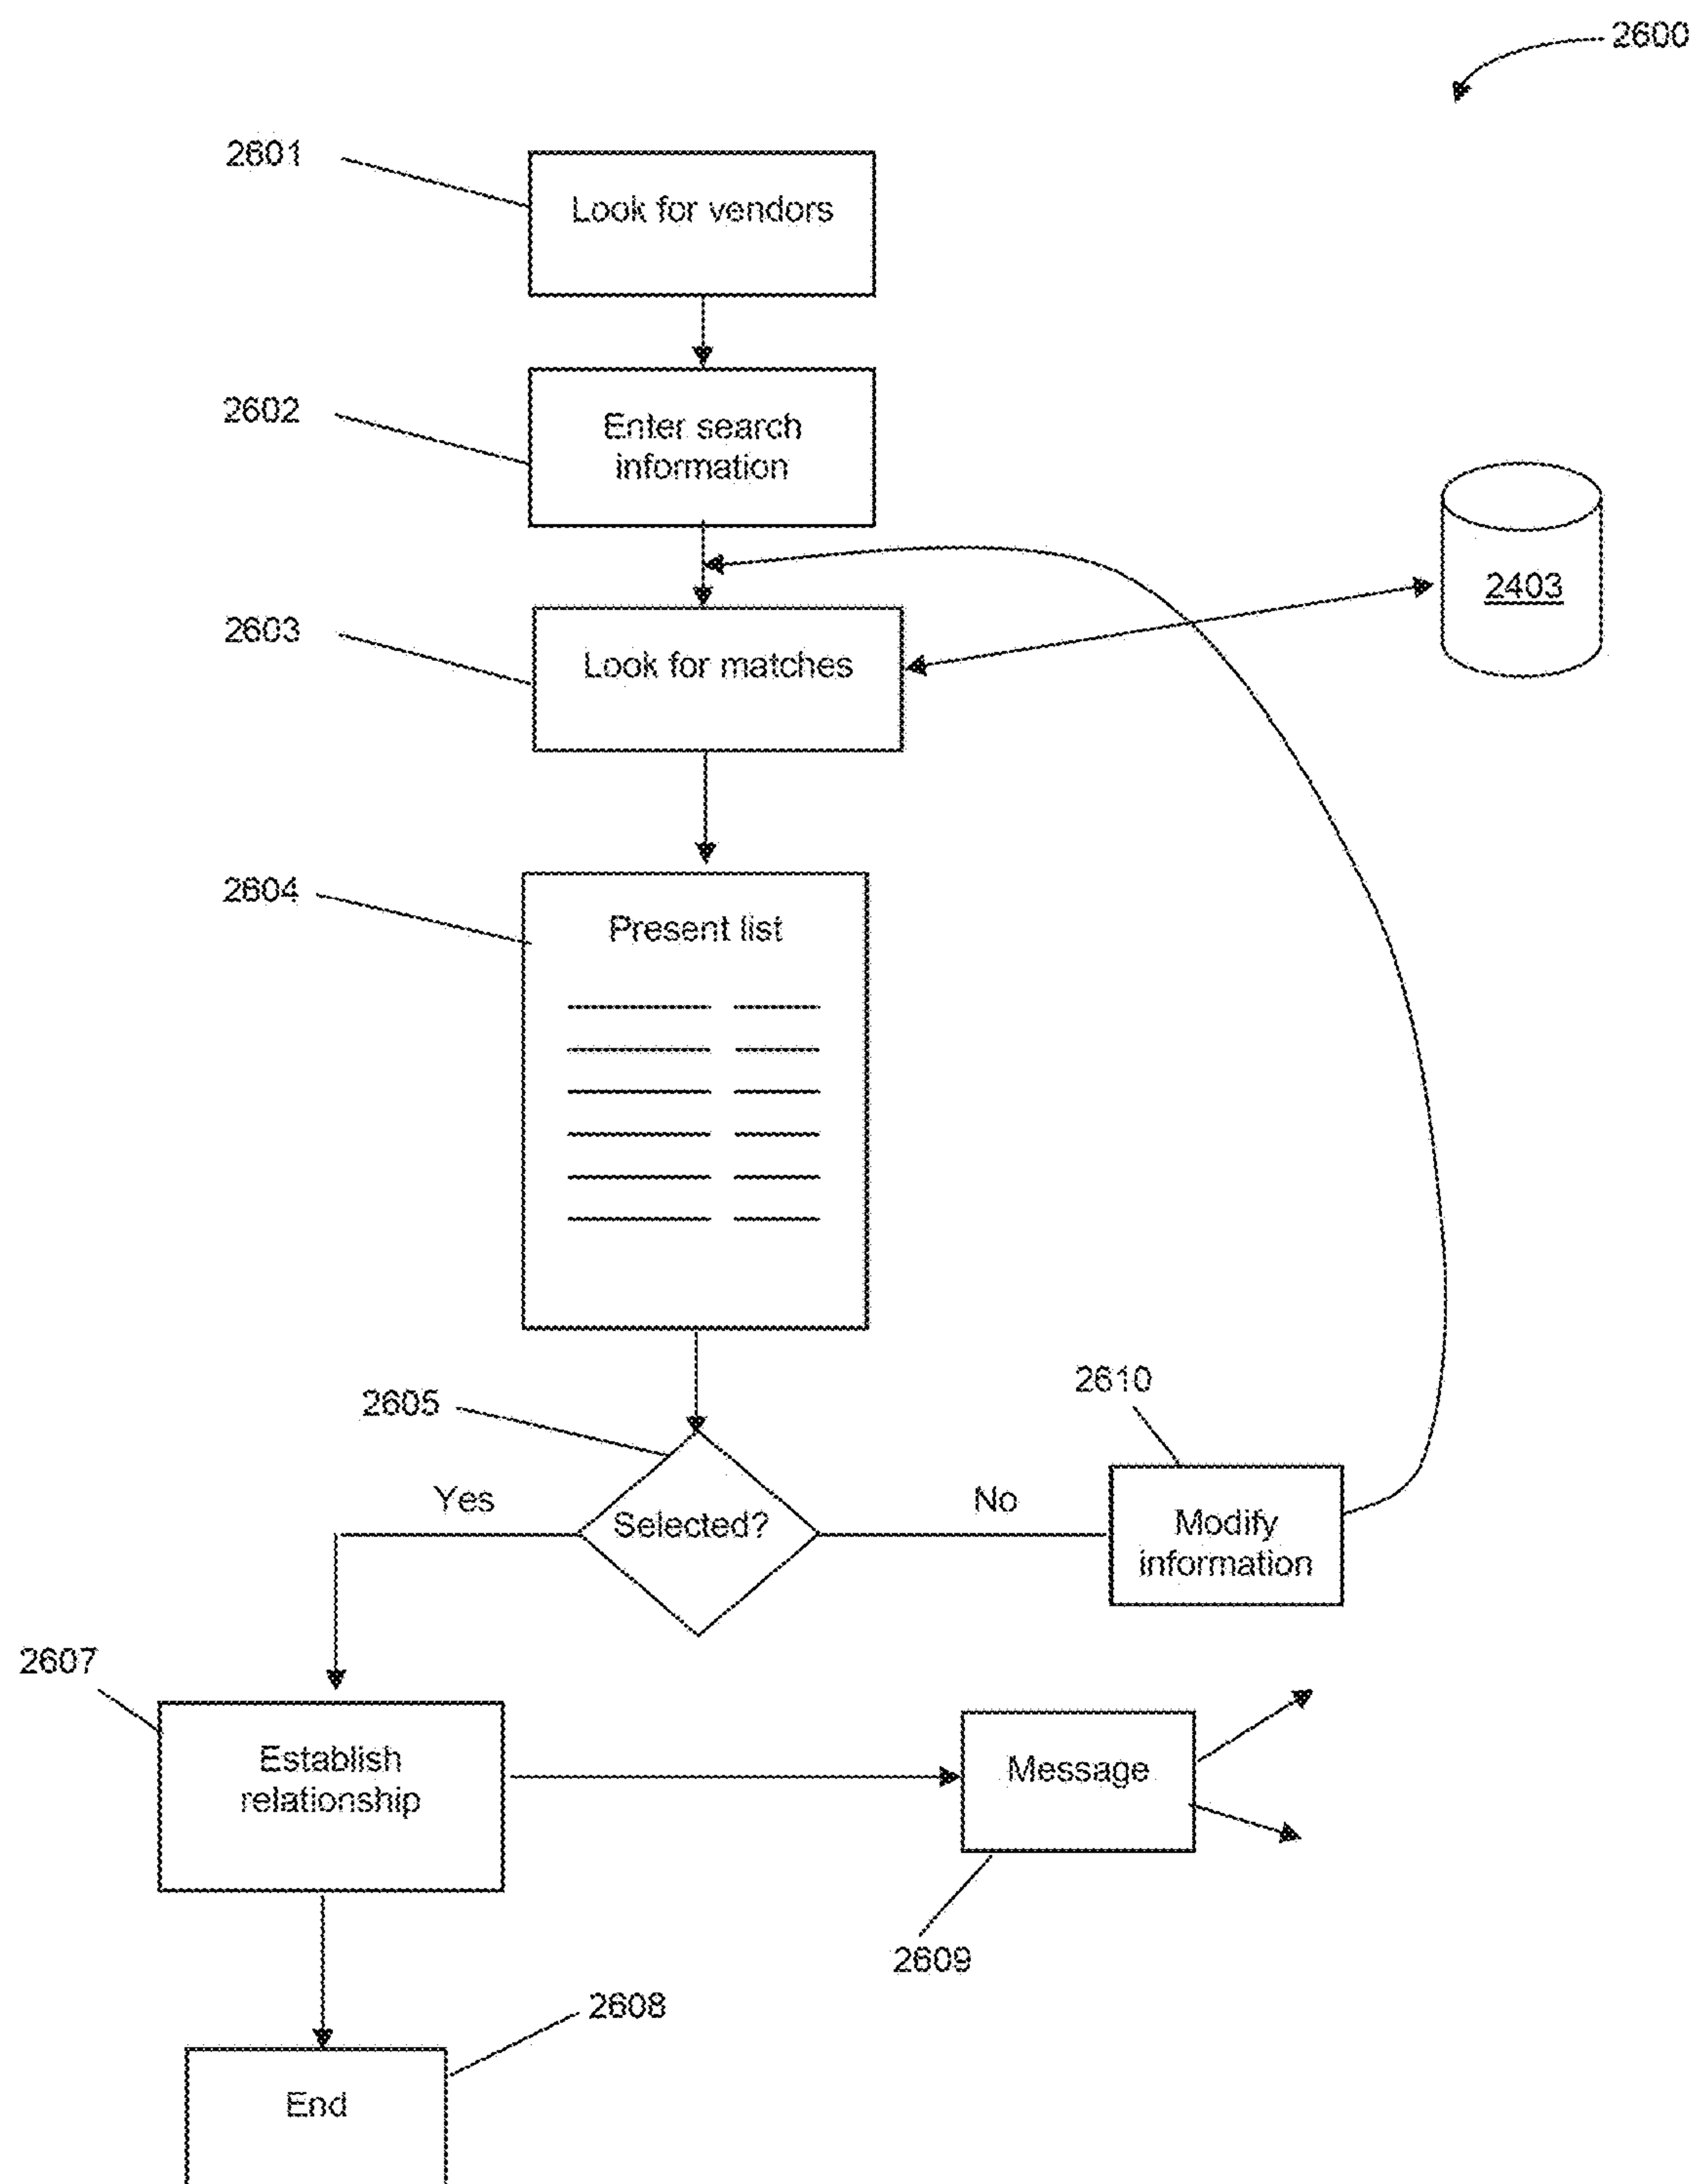 2600
2601
Look for vendors
2602
Enter search
information
2403
2603
Look for matches
2604
Present list
2605
2610
Yes
Selected?
No
Modify
information
2607
Establish
relationship
Message
2609
2608
End